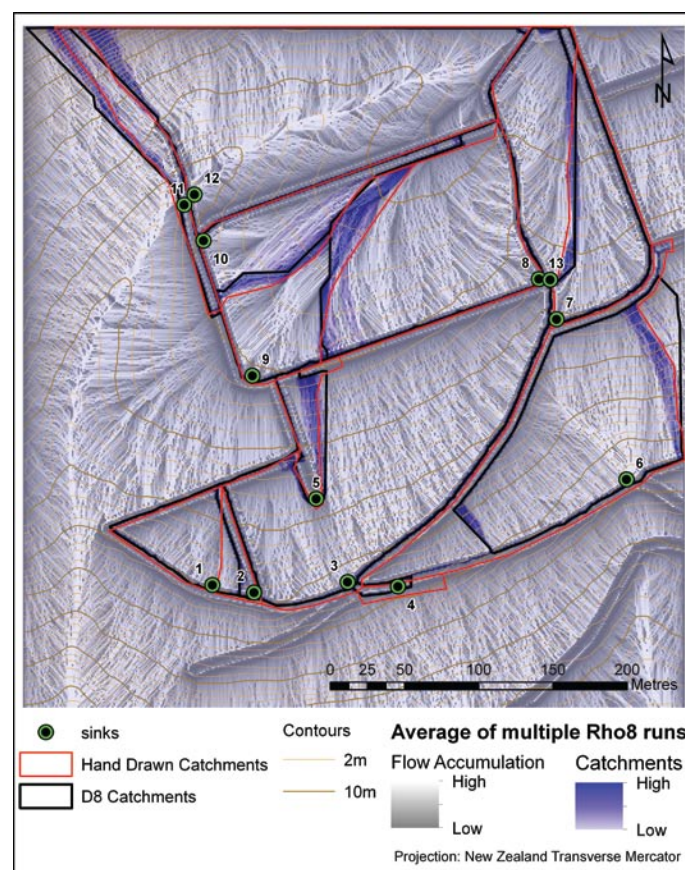 N
12
11
10
8
13
7
9
6
5
1
2
3
4
0 25 50 100 150 200
Metres
sinks
Hand Drawn Catchments
D8 Catchments
Contours
2m
10m
Average of multiple Rho8 runs
Flow Accumulation
High
Low
Catchments
High
Low
Projection: New Zealand Transverse Mercator